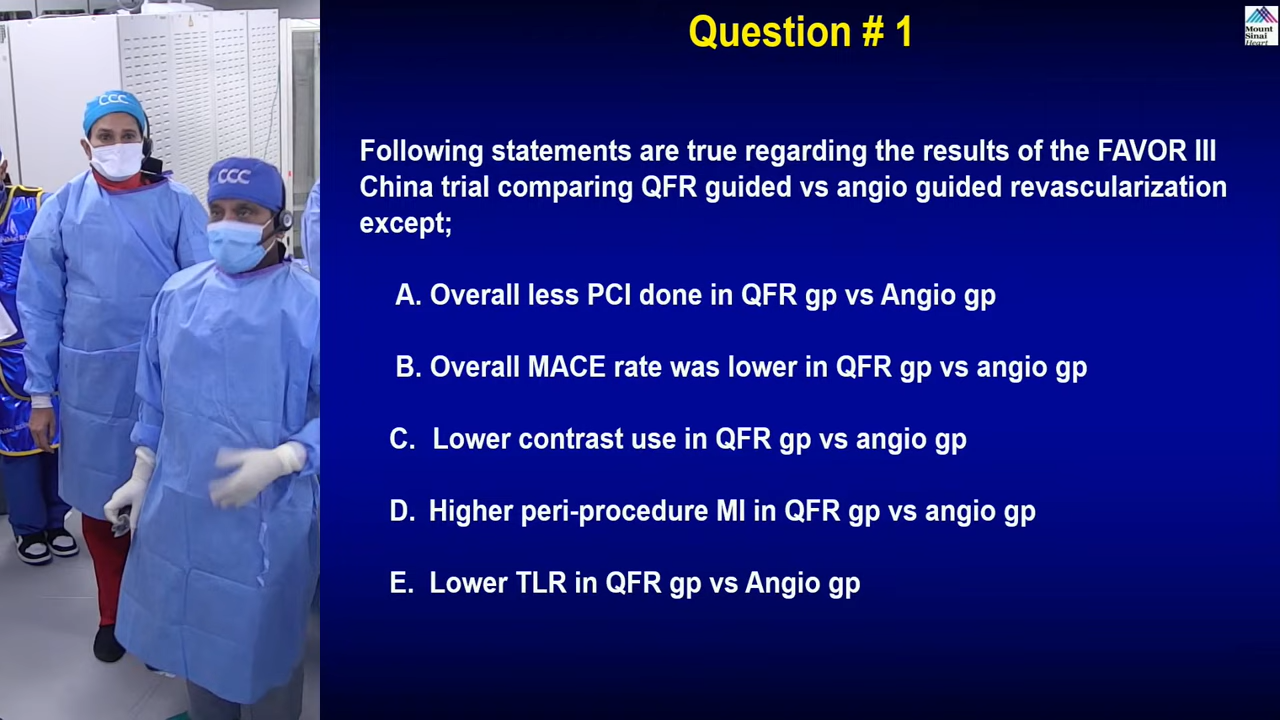 Question # 1
Mount
Sinai
Heart
CCC
CCC
Following statements are true regarding the results of the FAVOR III
China trial comparing QFR guided vs angio guided revascularization
except;
A. Overall less PCI done in QFR gp vs Angio gp
B. Overall MACE rate was lower in QFR gp vs angio gp
C. Lower contrast use in QFR gp vs angio gp
D. Higher peri-procedure MI in QFR gp vs angio gp
E. Lower TLR in QFR gp vs Angio gp